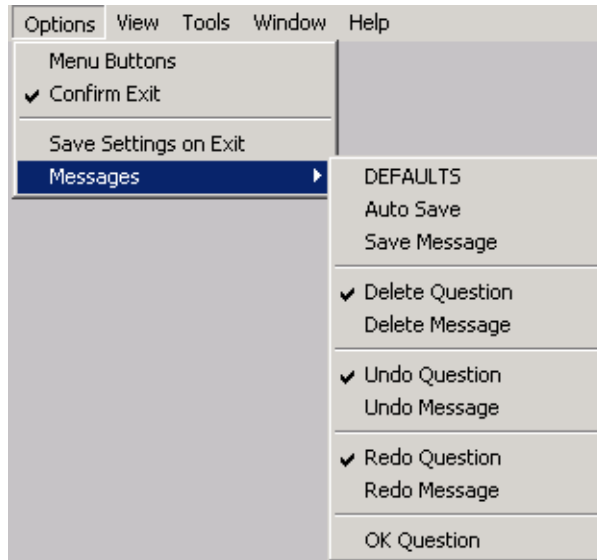 Options View Tools Window Help
Menu Buttons
Confirm Exit
Save Settings on Exit
Messages
DEFAULTS
Auto Save
Save Message
Delete Question
Delete Message
Undo Question
Undo Message
Redo Question
Redo Message
OK Question